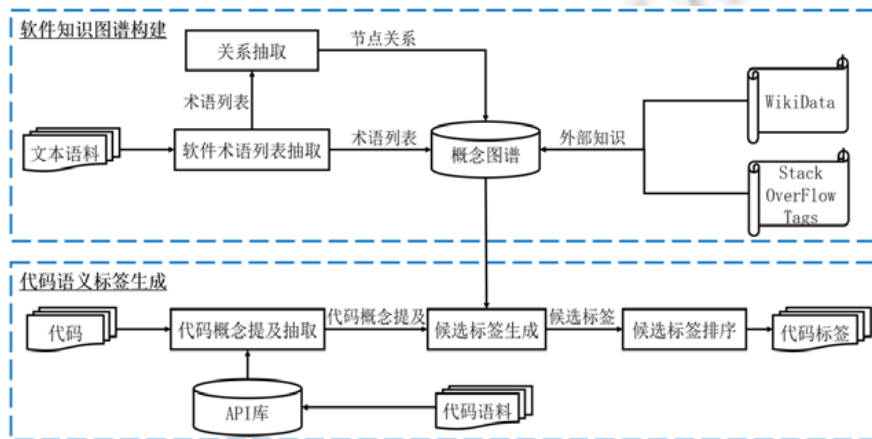 软件知识图谱构建
关系抽取
节点关系
术语列表
文本语料
软件术语列表抽取
术语列表
概念图谱
外部知识
WikiData
Stack
OverFlow
Tags
代码语义标签生成
代码
代码概念提及抽取
代码概念提及
候选标签生成
候选标签
候选标签排序
代码标签
API库
代码语料